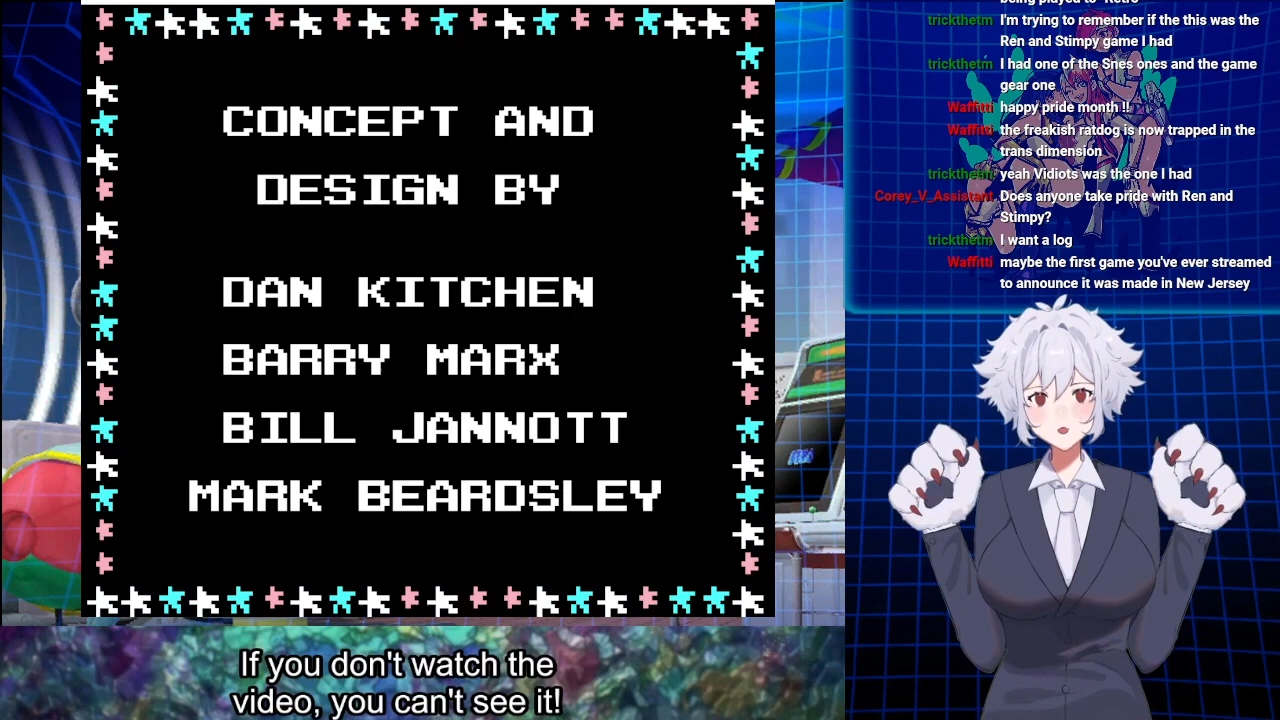 CONCEPT AND
DESIGN BY
DAN KITCHEN
BARRY MARX
BILL JANNOTT
MARK BEARDSLEY
If you don't watch the
video, you can't see it!
being played to "Retro
trickthetm I'm trying to remember if the this was the
Ren and Stimpy game I had
trickthetm I had one of the Snes ones and the game
gear one
Waffitti happy pride month !!
Waffitti the freakish ratdog is now trapped in the
trans dimension
trickthetm yeah Vidiots was the one I had
Corey_V_Assistant Does anyone take pride with Ren and
Stimpy?
trickthetm I want a log
Waffitti maybe the first game you've ever streamed
to announce it was made in New Jersey